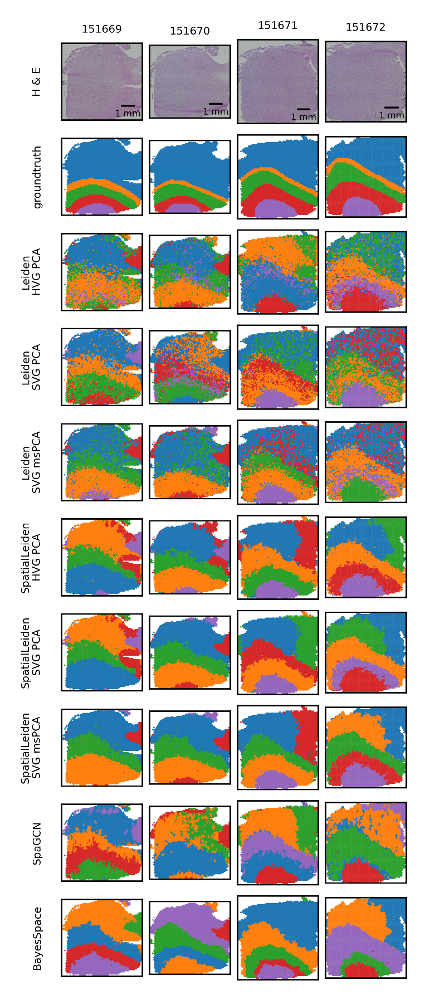 151669
151670
151671
151672
H & E
1 mm
1 mm
1 mm
1 mm
groundtruth
Leiden
HVG PCA
Leiden
SVG PCA
Leiden
SVG msPCA
SpatialLeiden
HVG PCA
SpatialLeiden
SVG PCA
SpatialLeiden
SVG msPCA
SpaGCN
BayesSpace